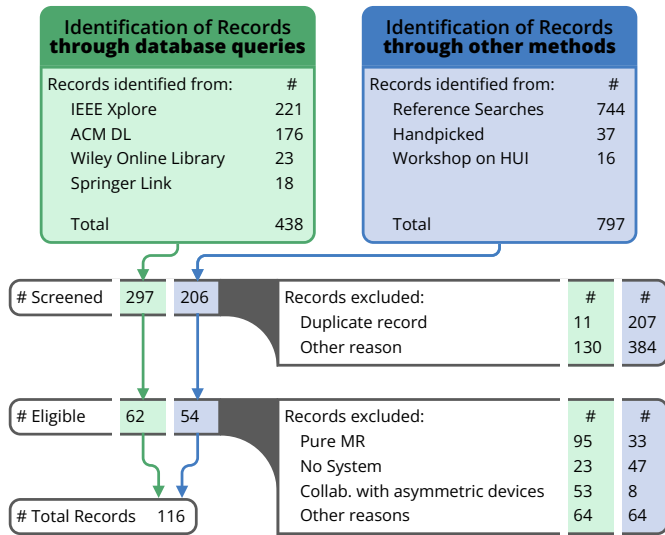 Identification of Records
through database queries
Records identified from: #
IEEE Xplore 221
ACM DL 176
Wiley Online Library 23
Springer Link 18
Total 438
Identification of Records
through other methods
Records identified from: #
Reference Searches 744
Handpicked 37
Workshop on HUI 16
Total 797
# Screened 297 206
Records excluded: # #
Duplicate record 11 207
Other reason 130 384
# Eligible 62 54
Records excluded: # #
Pure MR 95 33
No System 23 47
Collab. with asymmetric devices 53 8
Other reasons 64 64
# Total Records 116